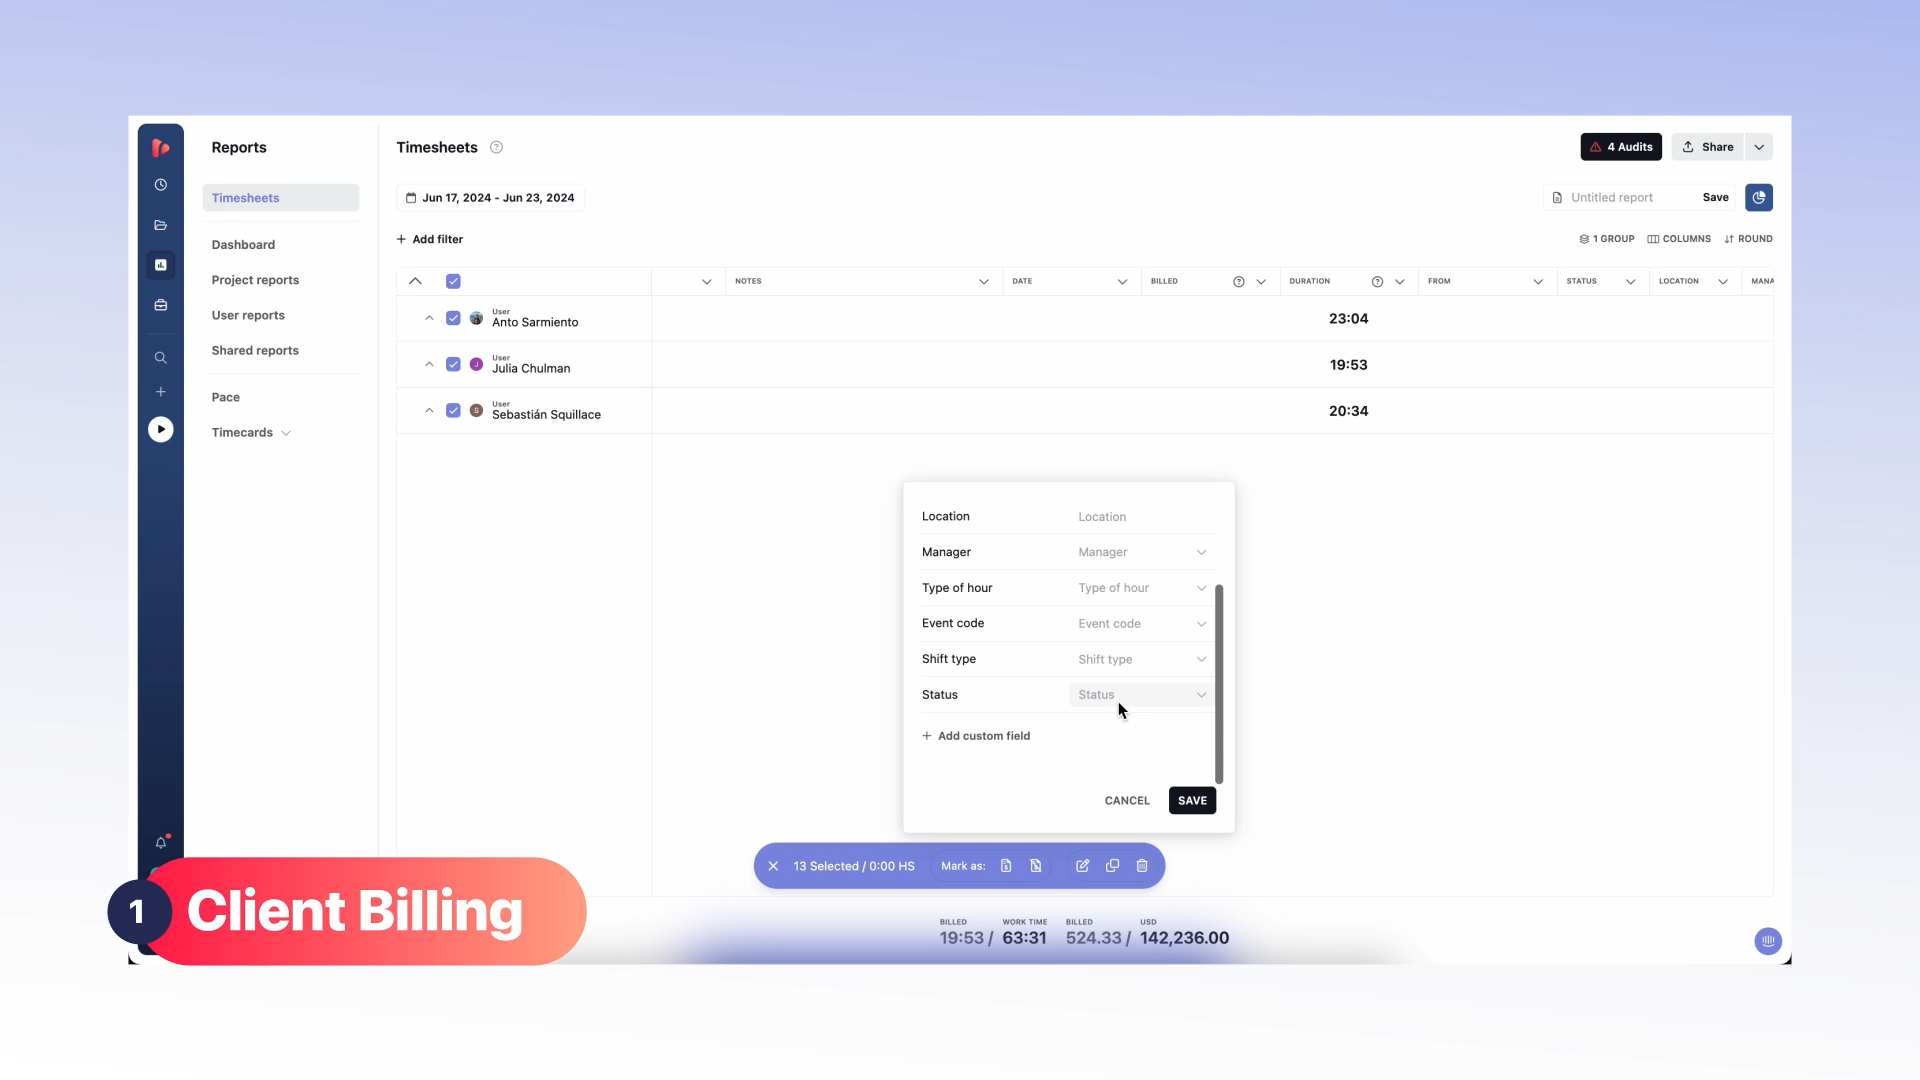 Reports
Timesheets
Dashboard
Project reports
User reports
Shared reports
Pace
Timecards
Timesheets ?
4 Audits
Share
Jun 17, 2024 - Jun 23, 2024
Untitled report
Save
+ Add filter
1 GROUP
COLUMNS
ROUND
NOTES
DATE
BILLED ?
DURATION ?
FROM
STATUS
LOCATION
MANA
User
Anto Sarmiento
23:04
J
User
Julia Chulman
19:53
S
User
Sebastián Squillace
20:34
Location Location
Manager Manager
Type of hour Type of hour
Event code Event code
Shift type Shift type
Status Status
+ Add custom field
CANCEL
SAVE
13 Selected / 0:00 HS
Mark as:
BILLED WORK TIME BILLED USD
19:53 / 63:31 524.33 / 142,236.00
1 Client Billing